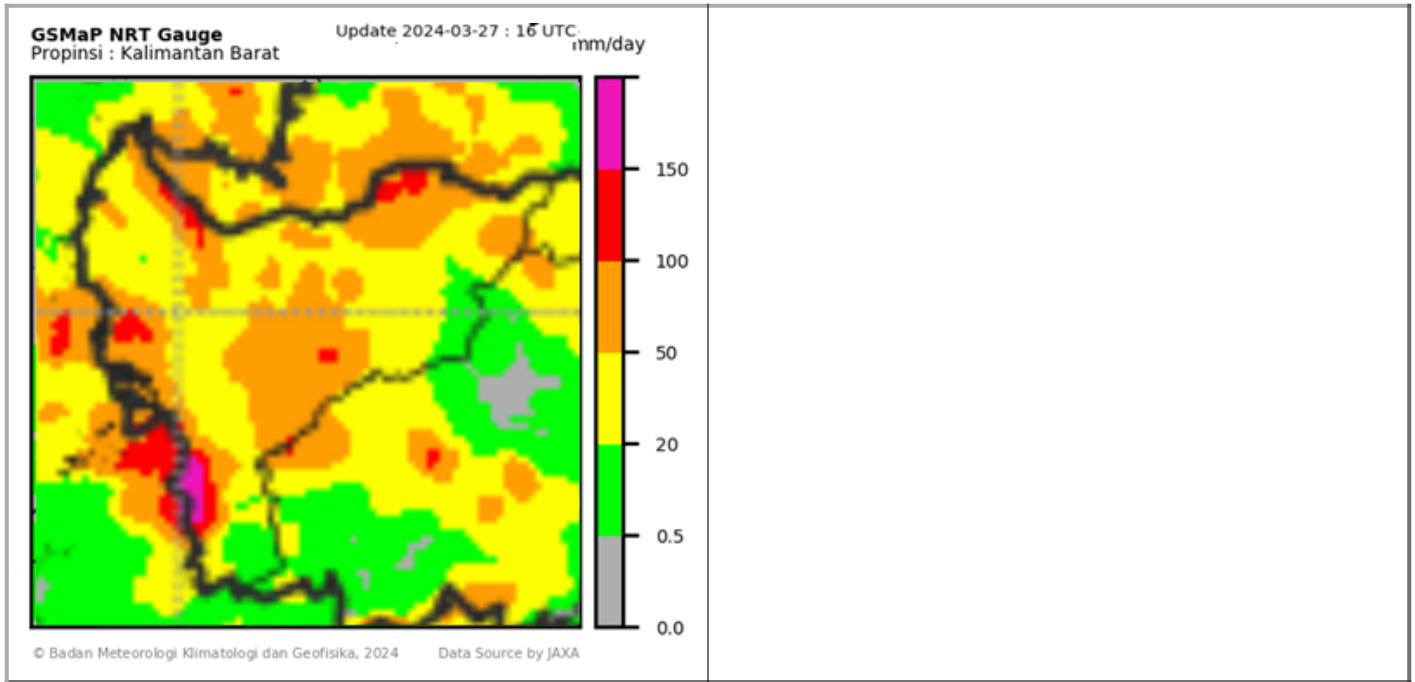 GSMaP NRT Gauge
Update 2024-03-27 : 16 UTC
Propinsi : Kalimantan Barat
mm/day
150
100
50
20
0.5
0.0
© Badan Meteorologi Klimatologi dan Geofisika, 2024
Data Source by JAXA